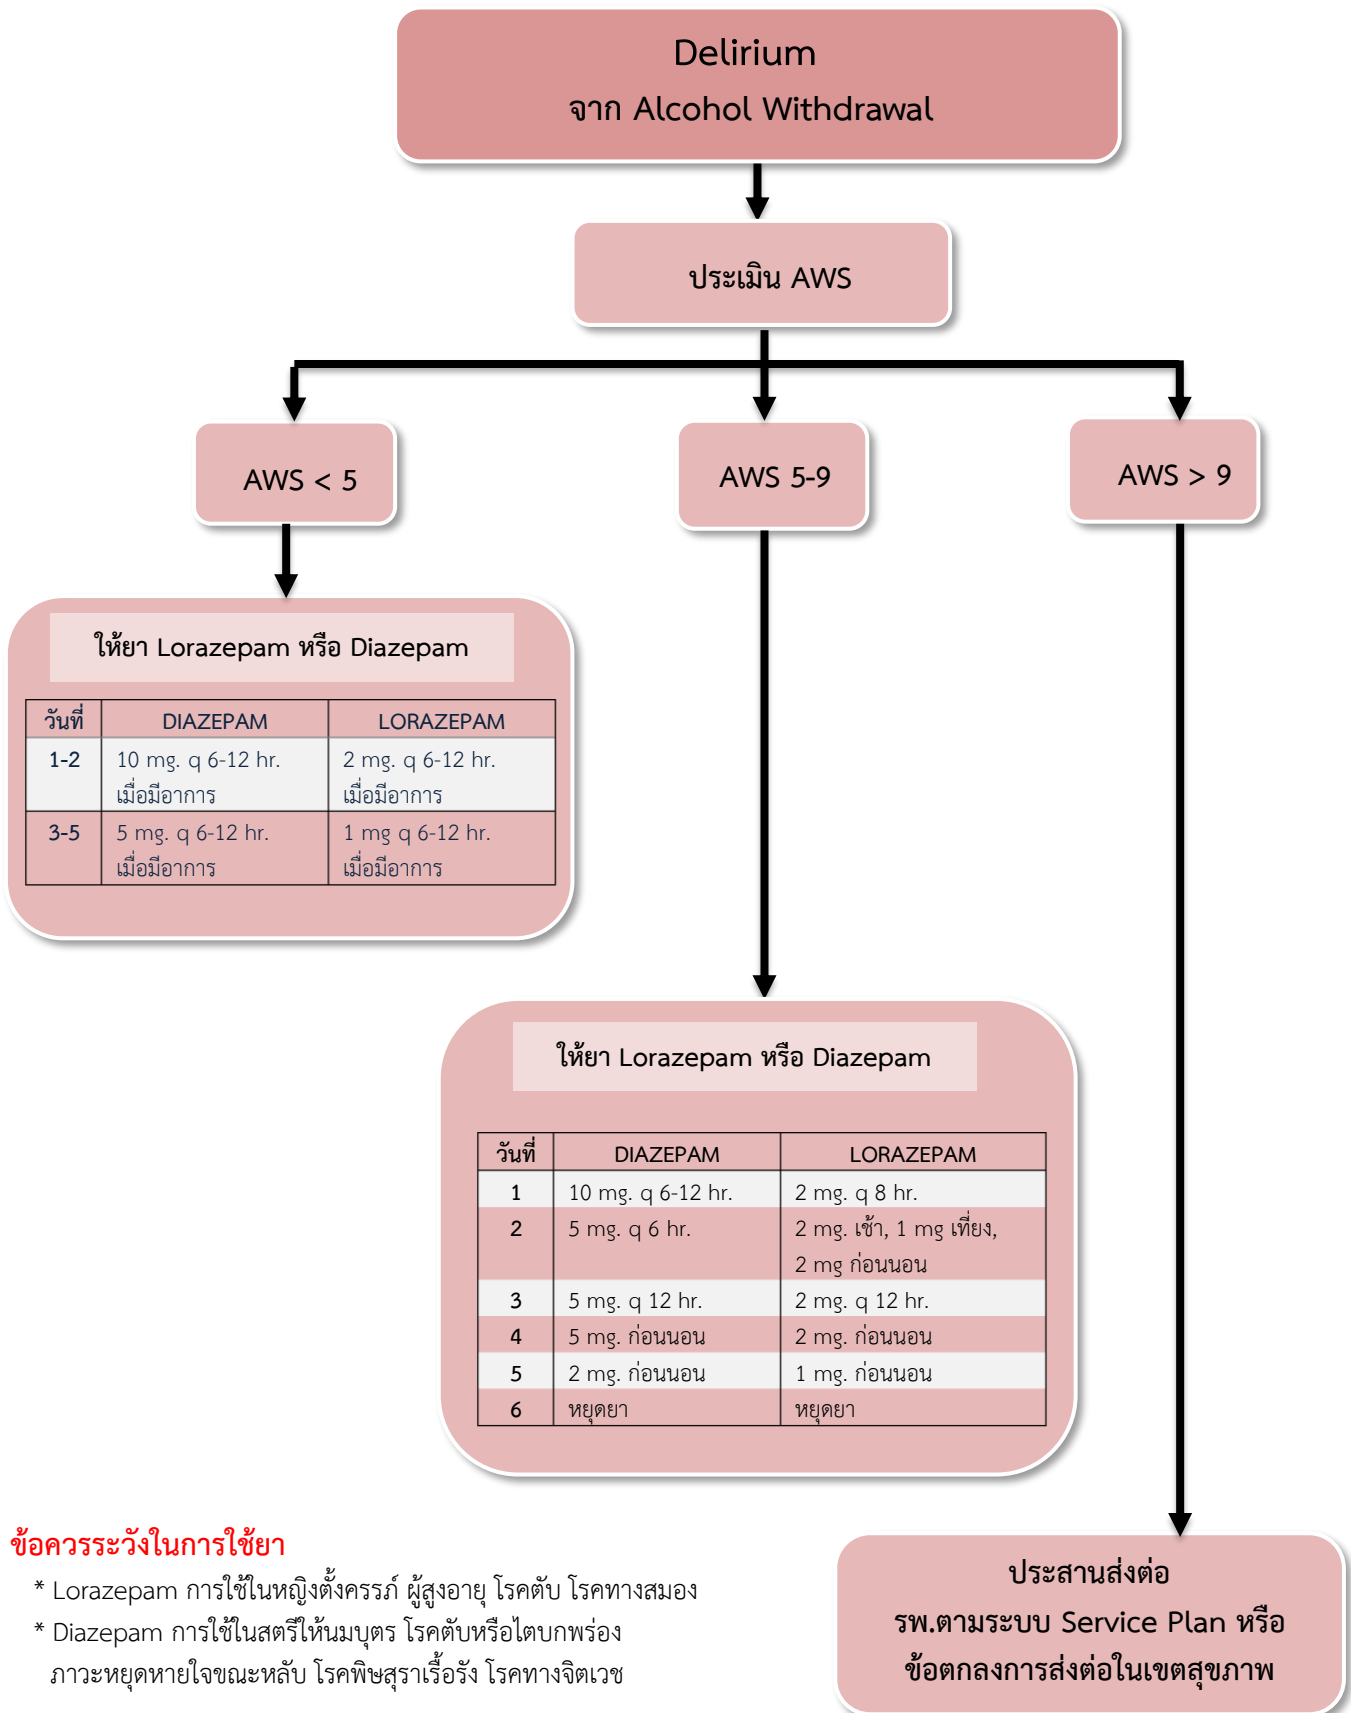 Delirium
จาก Alcohol Withdrawal
ประเมิน AWS
AWS < 5
AWS 5-9
AWS > 9
ให้ยา Lorazepam หรือ Diazepam
วันที่ DIAZEPAM LORAZEPAM
1-2 10 mg. q 6-12 hr. 2 mg. q 6-12 hr.
เมื่อมีอาการ เมื่อมีอาการ
3-5 5 mg. q 6-12 hr. 1 mg q 6-12 hr.
เมื่อมีอาการ เมื่อมีอาการ
ให้ยา Lorazepam หรือ Diazepam
วันที่ DIAZEPAM LORAZEPAM
1 10 mg. q 6-12 hr. 2 mg. q 8 hr.
2 5 mg. q 6 hr. 2 mg. เช้า, 1 mg เที่ยง,
2 mg ก่อนนอน
3 5 mg. q 12 hr. 2 mg. q 12 hr.
4 5 mg. ก่อนนอน 2 mg. ก่อนนอน
5 2 mg. ก่อนนอน 1 mg. ก่อนนอน
6 หยุดยา หยุดยา
ข้อควรระวังในการใช้ยา
* Lorazepam การใช้ในหญิงตั้งครรภ์ ผู้สูงอายุ โรคตับ โรคทางสมอง
* Diazepam การใช้ในสตรีให้นมบุตร โรคตับหรือไตบกพร่อง
ภาวะหยุดหายใจขณะหลับ โรคพิษสุราเรื้อรัง โรคทางจิตเวช
ประสานส่งต่อ
รพ.ตามระบบ Service Plan หรือ
ข้อตกลงการส่งต่อในเขตสุขภาพ